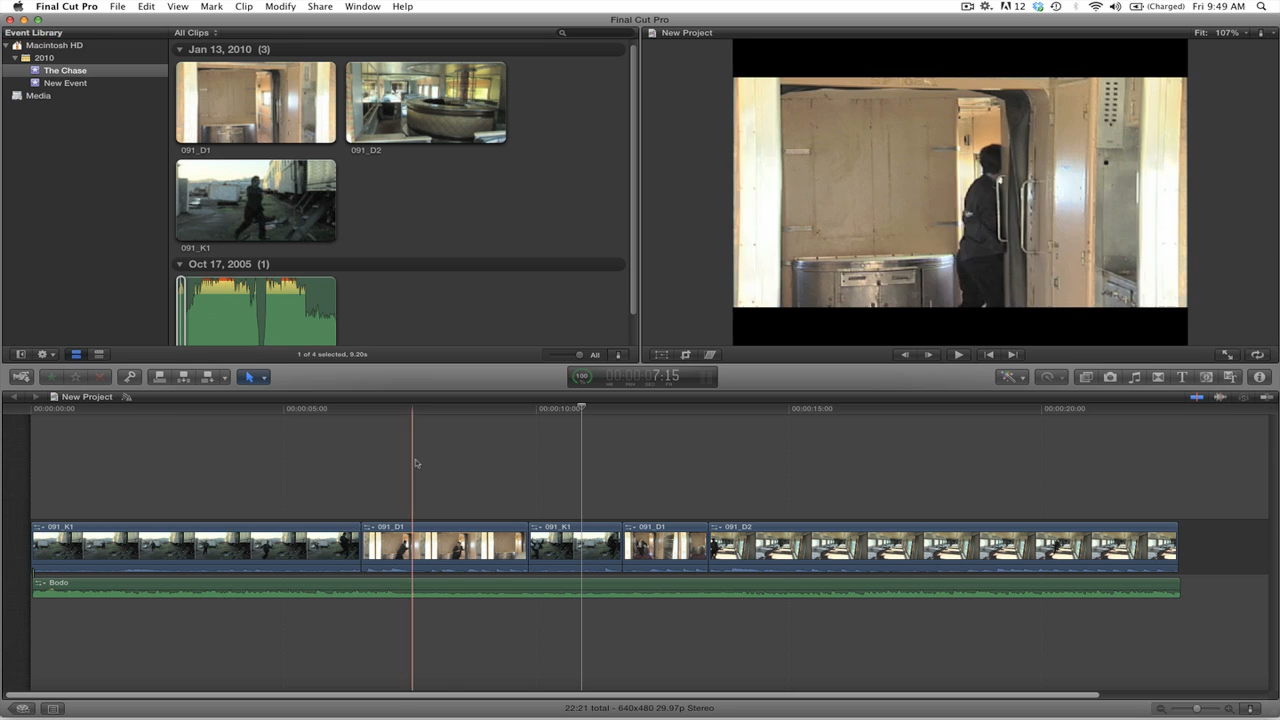 Final Cut Pro File Edit View Mark Clip Modify Share Window Help 12 (Charged) Fri 9:49 AM
Final Cut Pro
Event Library All Clips New Project Fit: 107%
Macintosh HD
2010
The Chase
New Event
Media
Jan 13, 2010 (3)
091_D1 091_D2
091_K1
Oct 17, 2005 (1)
1 of 4 selected, 9.20s All
100 00:00:07:15
HR MIN SEC FR
New Project
00:00:00:00 00:00:05:00 00:00:10:00 00:00:15:00 00:00:20:00
091_K1 091_D1 091_K1 091_D1 091_D2
Bodo
22:21 total - 640x480 29.97p Stereo